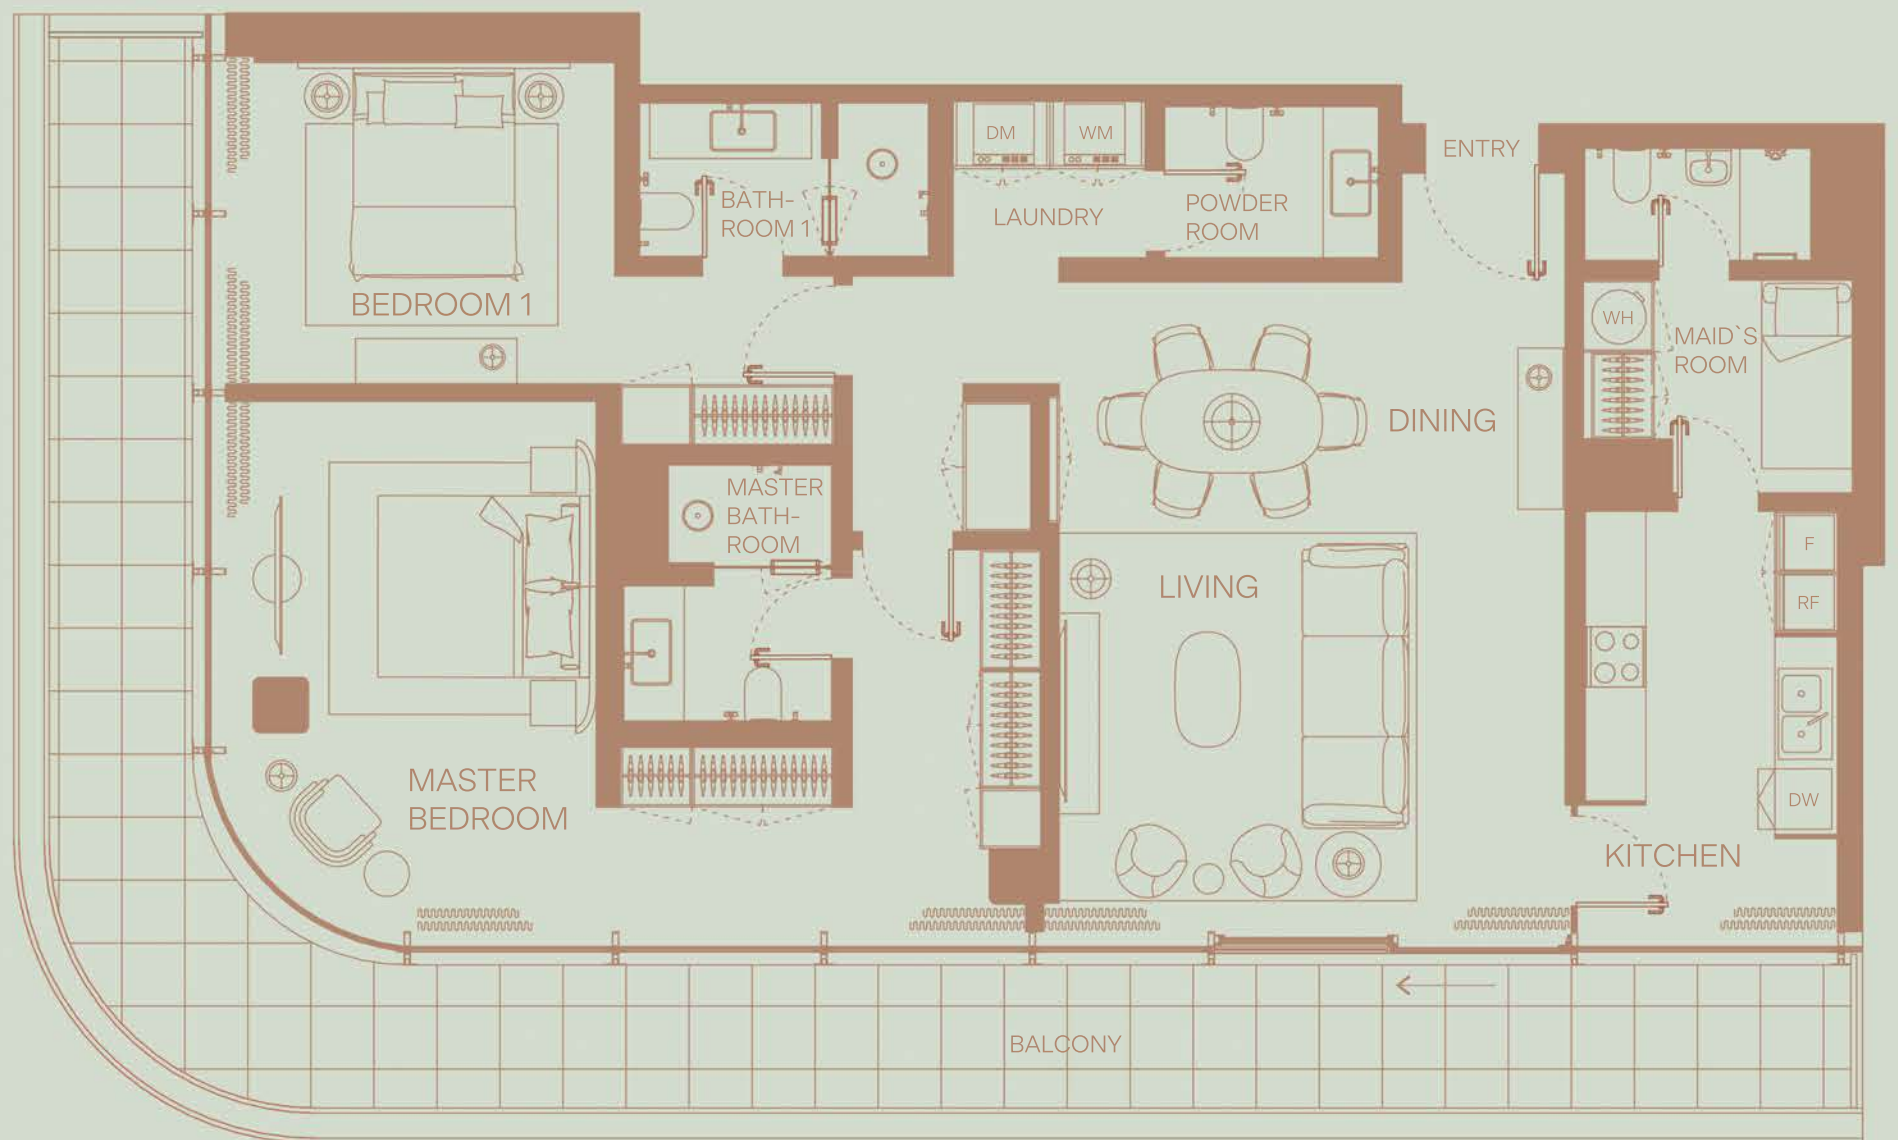 DM
WM
ENTRY
BATH-
ROOM 1
LAUNDRY
POWDER
ROOM
BEDROOM 1
WH
MAID`S
ROOM
DINING
MASTER
BATH-
ROOM
F
LIVING
RF
MASTER
BEDROOM
DW
KITCHEN
BALCONY